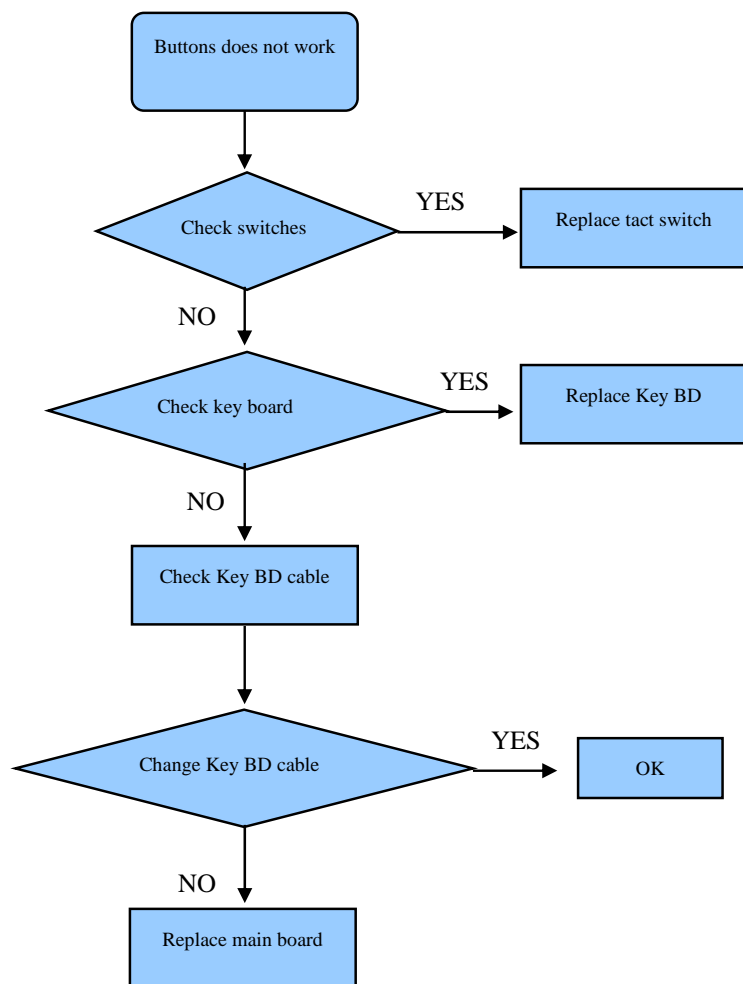 Buttons does not work
YES
Check switches
Replace tact switch
NO
YES
Check key board
Replace Key BD
NO
Check Key BD cable
YES
Change Key BD cable
OK
NO
Replace main board